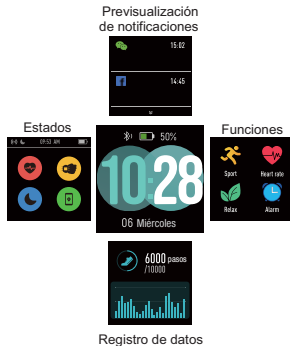 Previsualización
de notificaciones
15:02
14:45
Estados
09:53 AM
50%
10:28
06 Miércoles
Funciones
Sport
Heart rate
Relax
Alarm
6000 pasos
/10000
Registro de datos